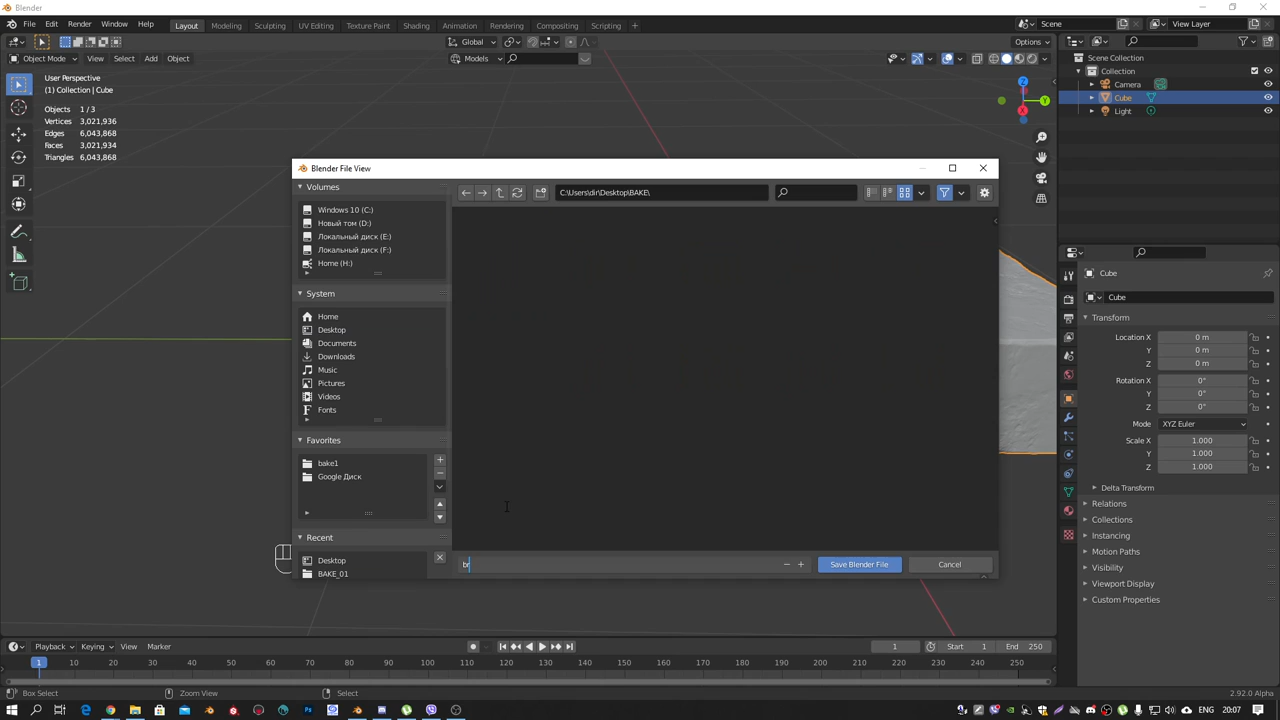 Blender
File Edit Render Window Help
Layout Modeling Sculpting UV Editing Texture Paint Shading Animation Rendering Compositing Scripting +
Scene View Layer
Global Options
Object Mode View Select Add Object Models
User Perspective
(1) Collection | Cube
Objects 1 / 3
Vertices 3,021,936
Edges 6,043,868
Faces 3,021,934
Triangles 6,043,868
Z
Y
X
Scene Collection
Collection
Camera
Cube
Light
Blender File View
Volumes
Windows 10 (C:)
Новый том (D:)
Локальный диск (E:)
Локальный диск (F:)
Home (H:)
System
Home
Desktop
Documents
Downloads
Music
Pictures
Videos
Fonts
Favorites
bake1
Google Диск
Recent
Desktop
BAKE_01
C:\Users\dir\Desktop\BAKE\
br
Save Blender File Cancel
Cube
Cube
Transform
Location X 0 m
Y 0 m
Z 0 m
Rotation X 0°
Y 0°
Z 0°
Mode XYZ Euler
Scale X 1.000
Y 1.000
Z 1.000
Delta Transform
Relations
Collections
Instancing
Motion Paths
Visibility
Viewport Display
Custom Properties
Playback Keying View Marker
1 Start 1 End 250
1 10 20 30 40 50 60 70 80 90 100 110 120 130 140 150 160 170 180 190 200 210 220 230 240 250
Box Select Zoom View Select 2.92.0 Alpha
ENG 20:07